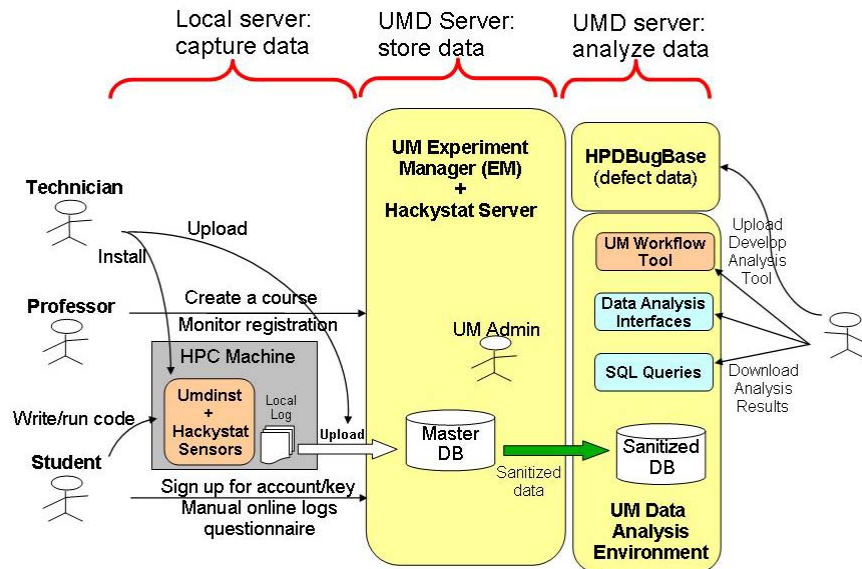 Local server:
capture data
UMD Server:
store data
UMD server:
analyze data
Technician
Upload
Install
Professor
Create a course
Monitor registration
HPC Machine
Umdinst
+
Hackystat
Sensors
Local
Log
Upload
Write/run code
Student
Sign up for account/key
Manual online logs
questionnaire
UM Experiment
Manager (EM)
+
Hackystat Server
UM Admin
Master
DB
Sanitized
data
HPDBugBase
(defect data)
UM Workflow
Tool
Data Analysis
Interfaces
SQL Queries
Sanitized
DB
UM Data
Analysis
Environment
Upload
Develop
Analysis
Tool
Download
Analysis
Results